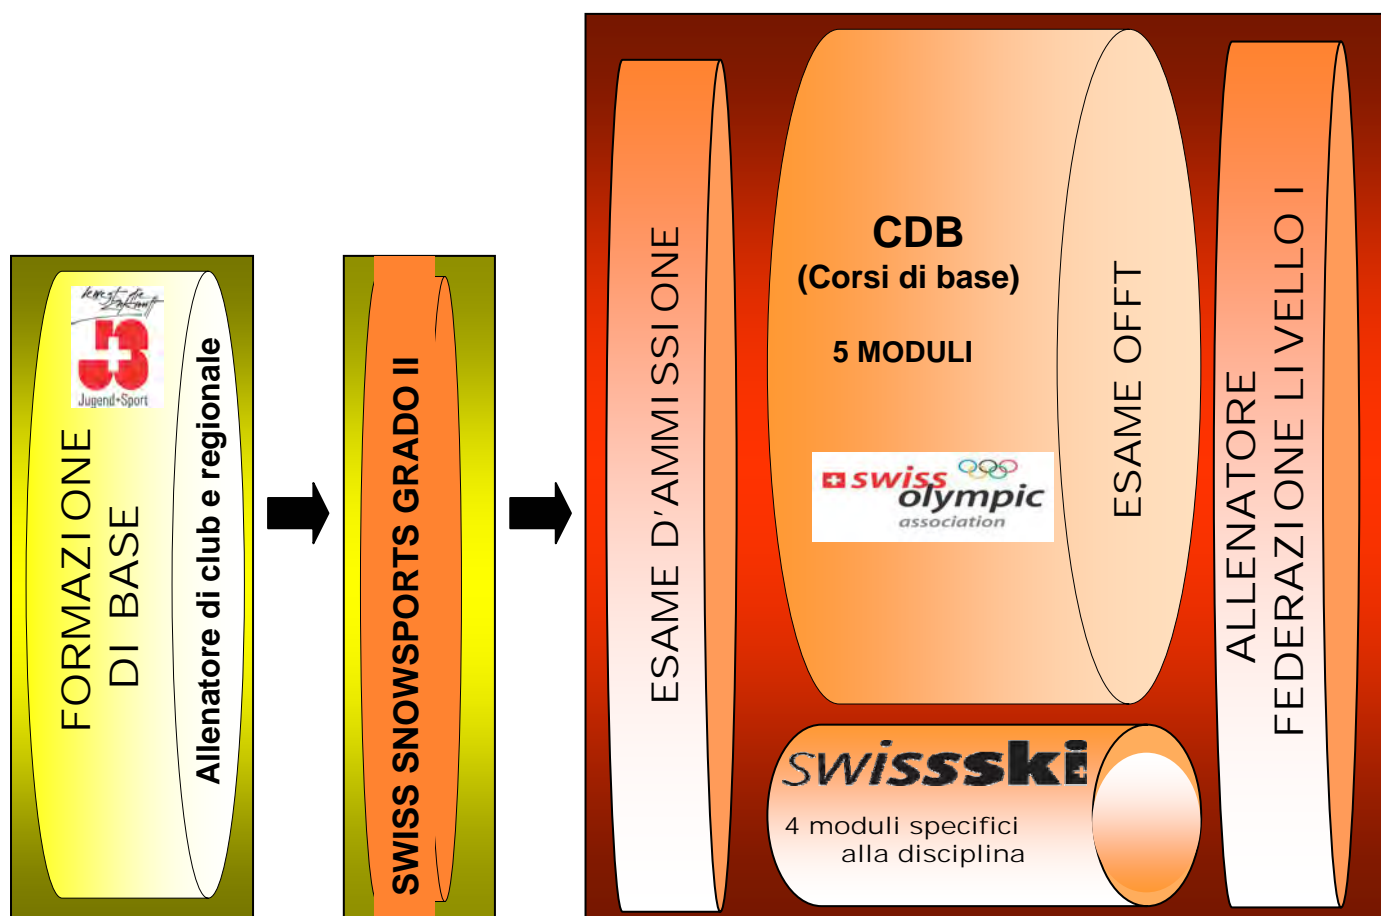 Jugend+Sport
FORMAZIONE
DI BASE
Allenatore di club e regionale
SWISS SNOWSPORTS GRADO II
ESAME D'AMMISSIONE
CDB
(Corsi di base)
5 MODULI
swiss
olympic
association
ESAME OFFT
swissski
4 moduli specifici
alla disciplina
ALLENATORE
FEDERAZIONE LIVELLO I